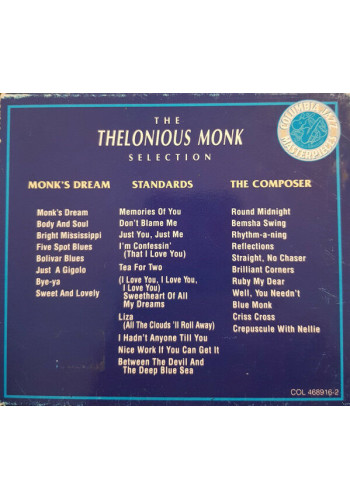 THE
THELONIOUS MONK
SELECTION
COLUMBIA JAZZ
MASTERPIECES
MONK'S DREAM
Monk's Dream
Body And Soul
Bright Mississippi
Five Spot Blues
Bolivar Blues
Just A Gigolo
Bye-ya
Sweet And Lovely
STANDARDS
Memories Of You
Don't Blame Me
Just You, Just Me
I'm Confessin'
(That I Love You)
Tea For Two
(I Love You, I Love You,
I Love You)
Sweetheart Of All
My Dreams
Liza
(All The Clouds 'll Roll Away)
I Hadn't Anyone Till You
Nice Work If You Can Get It
Between The Devil And
The Deep Blue Sea
THE COMPOSER
Round Midnight
Bemsha Swing
Rhythm-a-ning
Reflections
Straight, No Chaser
Brilliant Corners
Ruby My Dear
Well, You Needn't
Blue Monk
Criss Cross
Crepuscule With Nellie
COL 468916-2